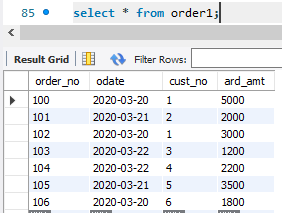 85 select * from order1;
Result Grid Filter Rows:
order_no odate cust_no ard_amt
100 2020-03-20 1 5000
101 2020-03-21 2 2000
102 2020-03-20 1 3000
103 2020-03-22 3 1200
104 2020-03-22 4 2200
105 2020-03-21 5 3500
106 2020-03-20 6 1800